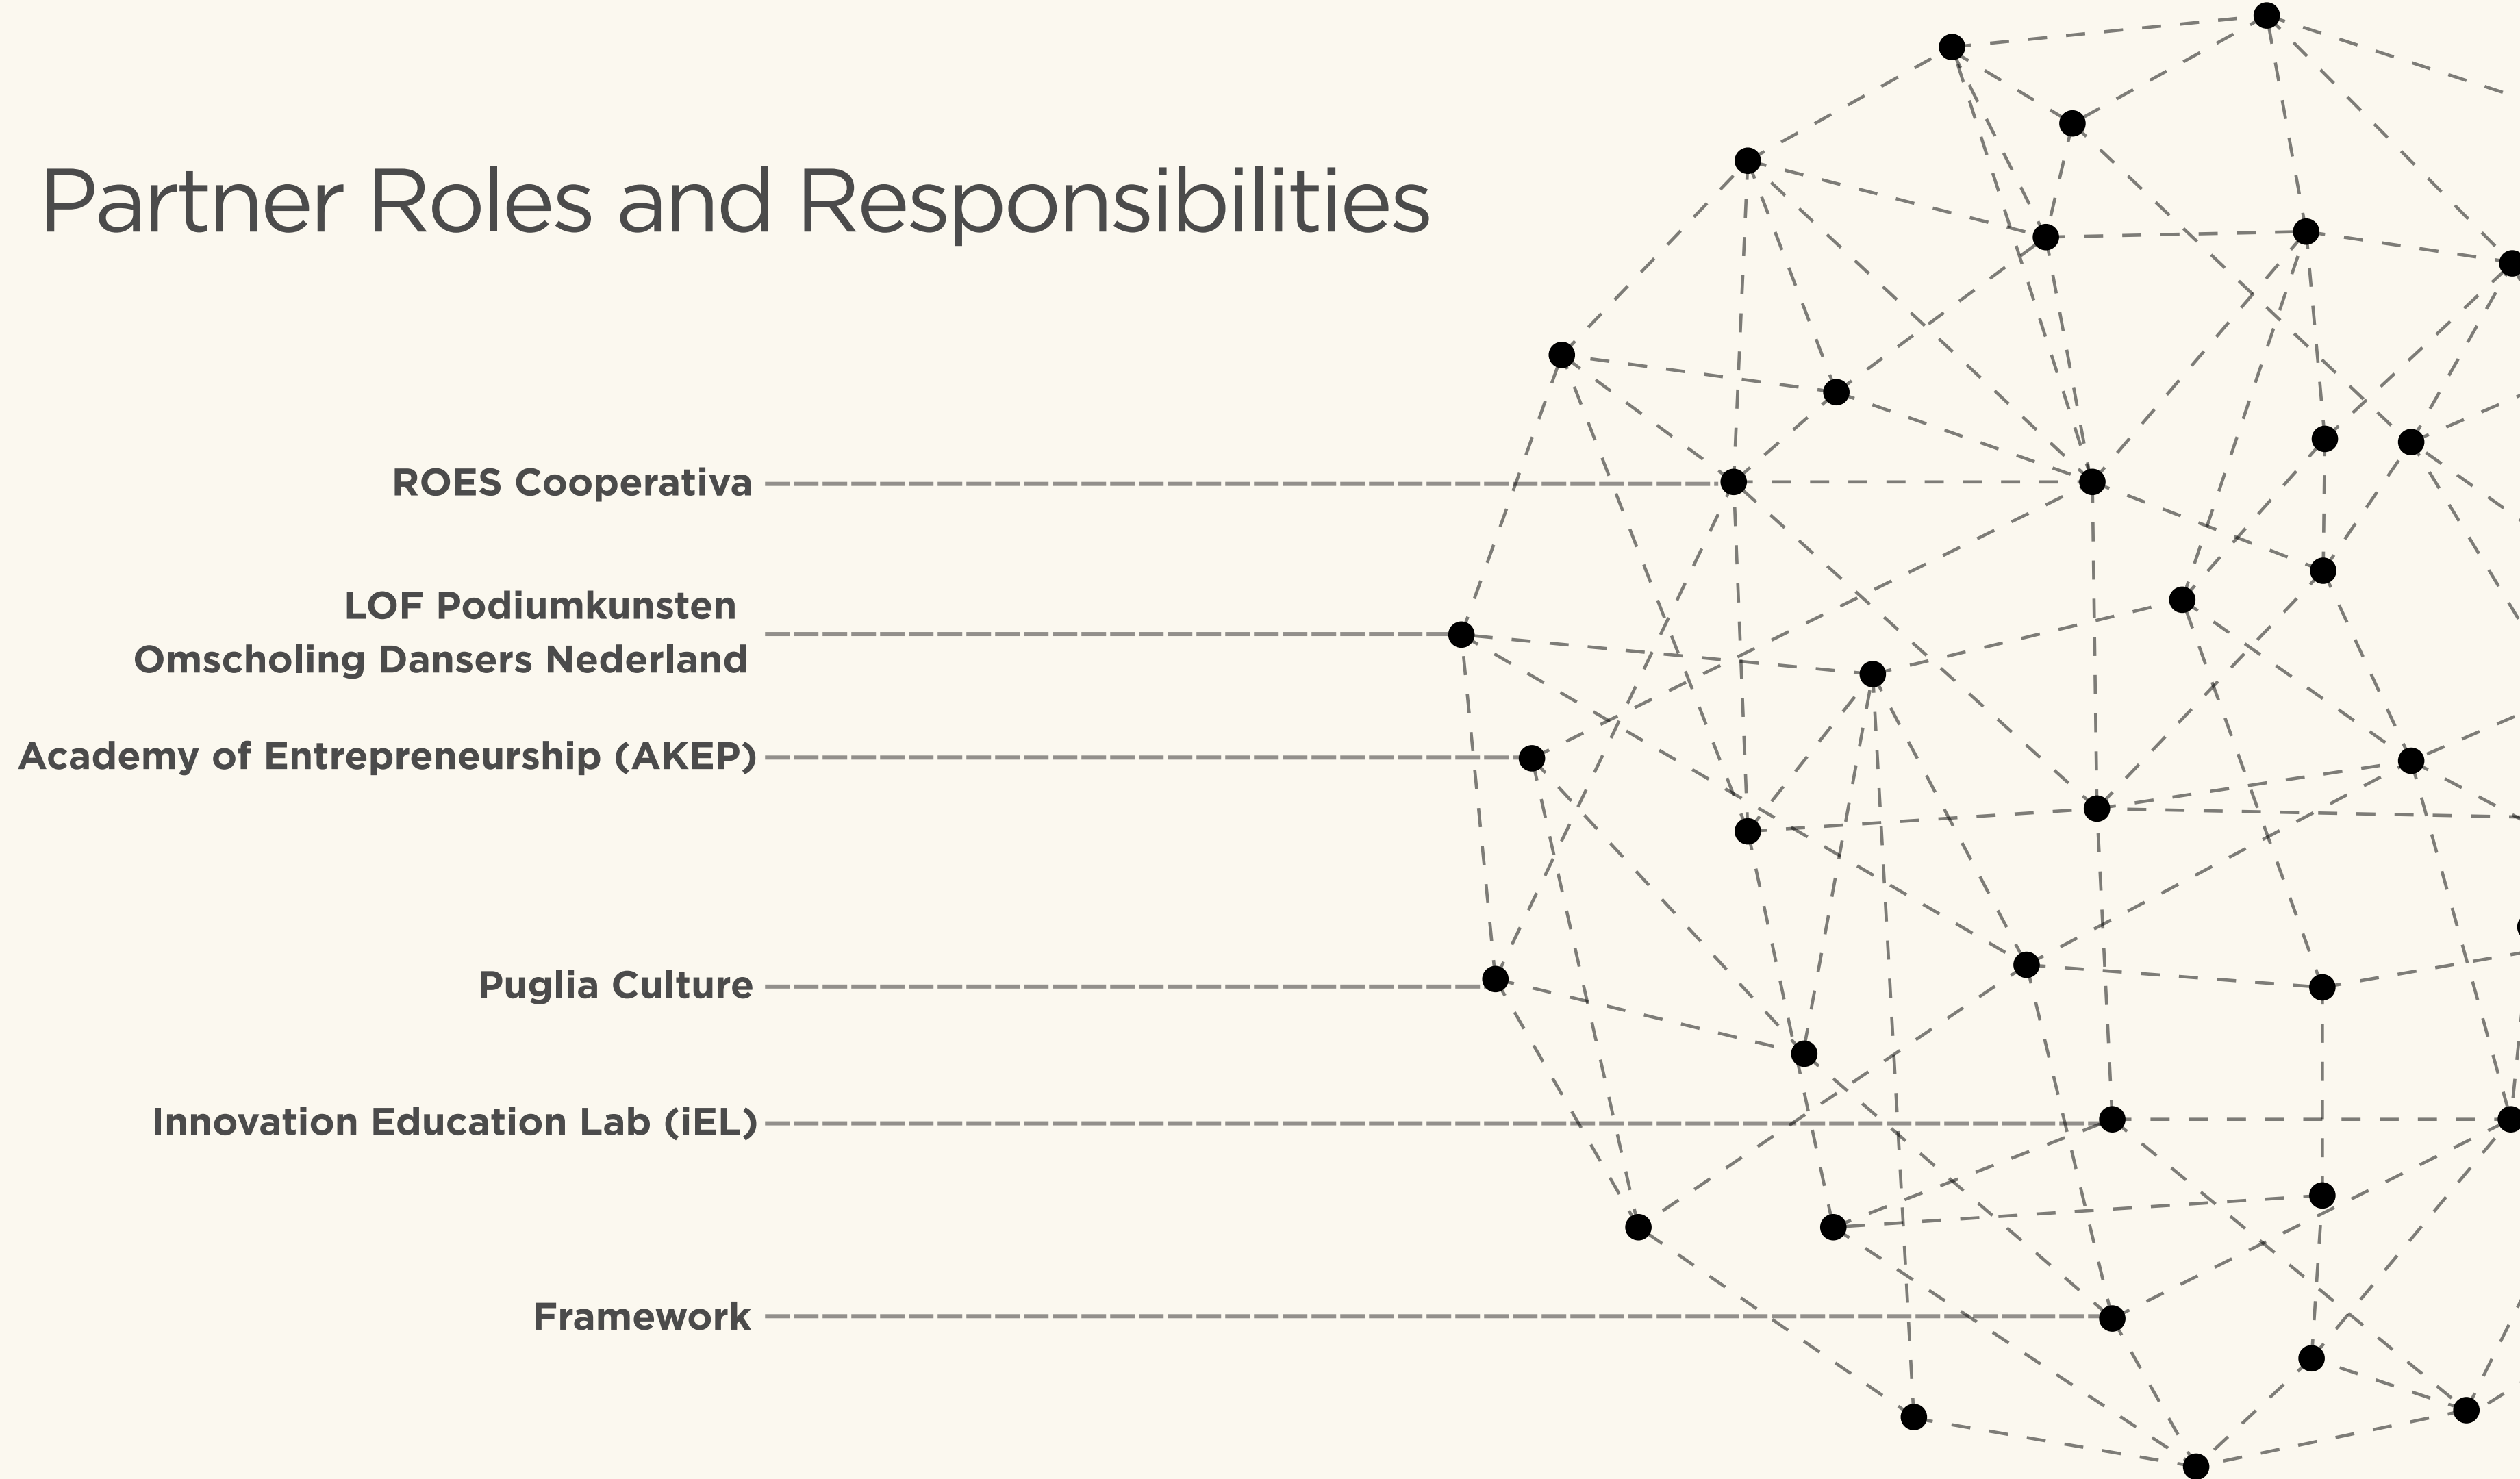 Partner Roles and Responsibilities
ROES Cooperativa
LOF Podiumkunsten
Omscholing Dansers Nederland
Academy of Entrepreneurship (AKEP)
Puglia Culture
Innovation Education Lab (iEL)
Framework